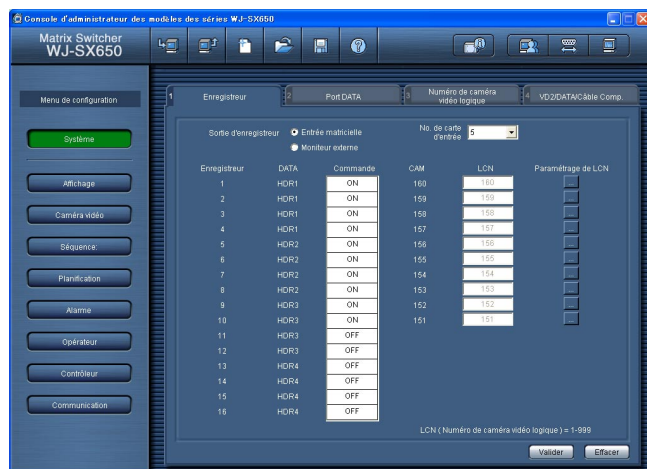 Console d'administrateur des modèles des séries WJ-SX650
Matrix Switcher
WJ-SX650
Menu de configuration
Système
Affichage
Caméra vidéo
Séquence:
Planification
Alarme
Opérateur
Contrôleur
Communication
1 Enregistreur
2 Port DATA
3 Numéro de caméra
vidéo logique
4 VD2/DATA/Câble Comp.
Sortie d'enregistreur
Entrée matricielle
Moniteur externe
No. de carte
d'entrée
5
Enregistreur DATA Commande CAM LCN Paramétrage de LCN
1 HDR1 ON 160 160 ...
2 HDR1 ON 159 159 ...
3 HDR1 ON 158 158 ...
4 HDR1 ON 157 157 ...
5 HDR2 ON 156 156 ...
6 HDR2 ON 155 155 ...
7 HDR2 ON 154 154 ...
8 HDR2 ON 153 153 ...
9 HDR3 ON 152 152 ...
10 HDR3 ON 151 151 ...
11 HDR3 OFF
12 HDR3 OFF
13 HDR4 OFF
14 HDR4 OFF
15 HDR4 OFF
16 HDR4 OFF
LCN ( Numéro de caméra vidéo logique ) = 1-999
Valider
Effacer